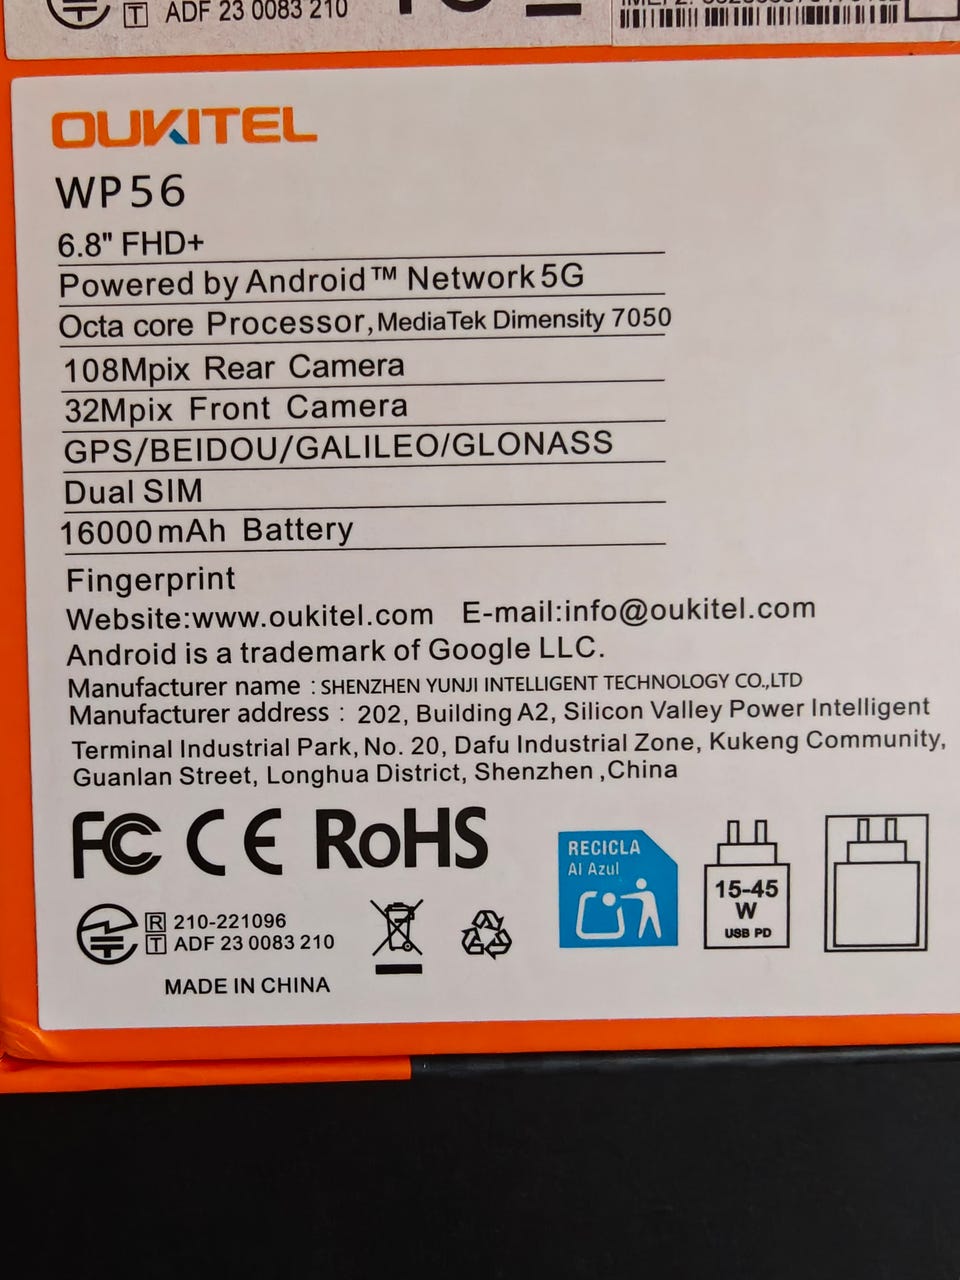 T ADF 23 0083 210
OUKITEL
WP56
6.8" FHD+
Powered by Android™ Network 5G
Octa core Processor, MediaTek Dimensity 7050
108Mpix Rear Camera
32Mpix Front Camera
GPS/BEIDOU/GALILEO/GLONASS
Dual SIM
16000mAh Battery
Fingerprint
Website:www.oukitel.com E-mail:info@oukitel.com
Android is a trademark of Google LLC.
Manufacturer name : SHENZHEN YUNJI INTELLIGENT TECHNOLOGY CO.,LTD
Manufacturer address : 202, Building A2, Silicon Valley Power Intelligent
Terminal Industrial Park, No. 20, Dafu Industrial Zone, Kukeng Community,
Guanlan Street, Longhua District, Shenzhen ,China
FC CE RoHS
RECICLA
Al Azul
15-45
W
USB PD
R 210-221096
T ADF 23 0083 210
MADE IN CHINA